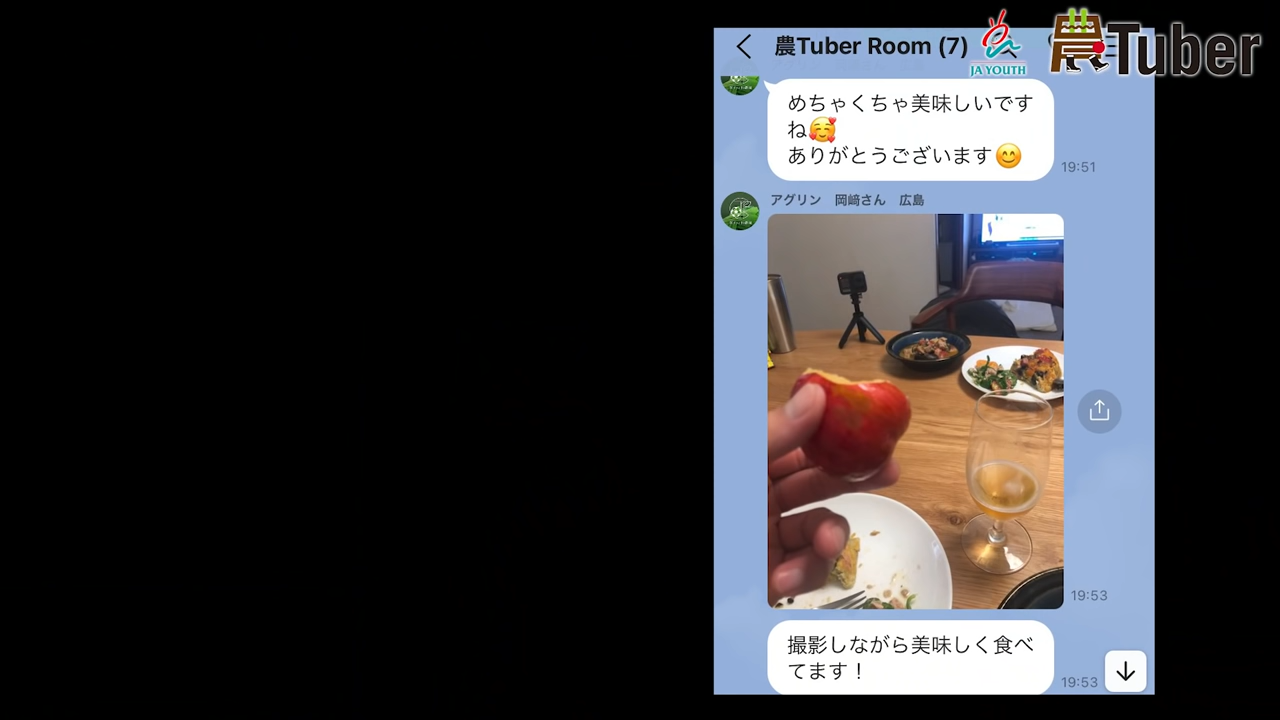 農Tuber Room (7)
JA YOUTH
農Tuber
めちゃくちゃ美味しいです
ね🥰
ありがとうございます😊
19:51
アグリン 岡﨑さん 広島
19:53
撮影しながら美味しく食べ
てます！
19:53